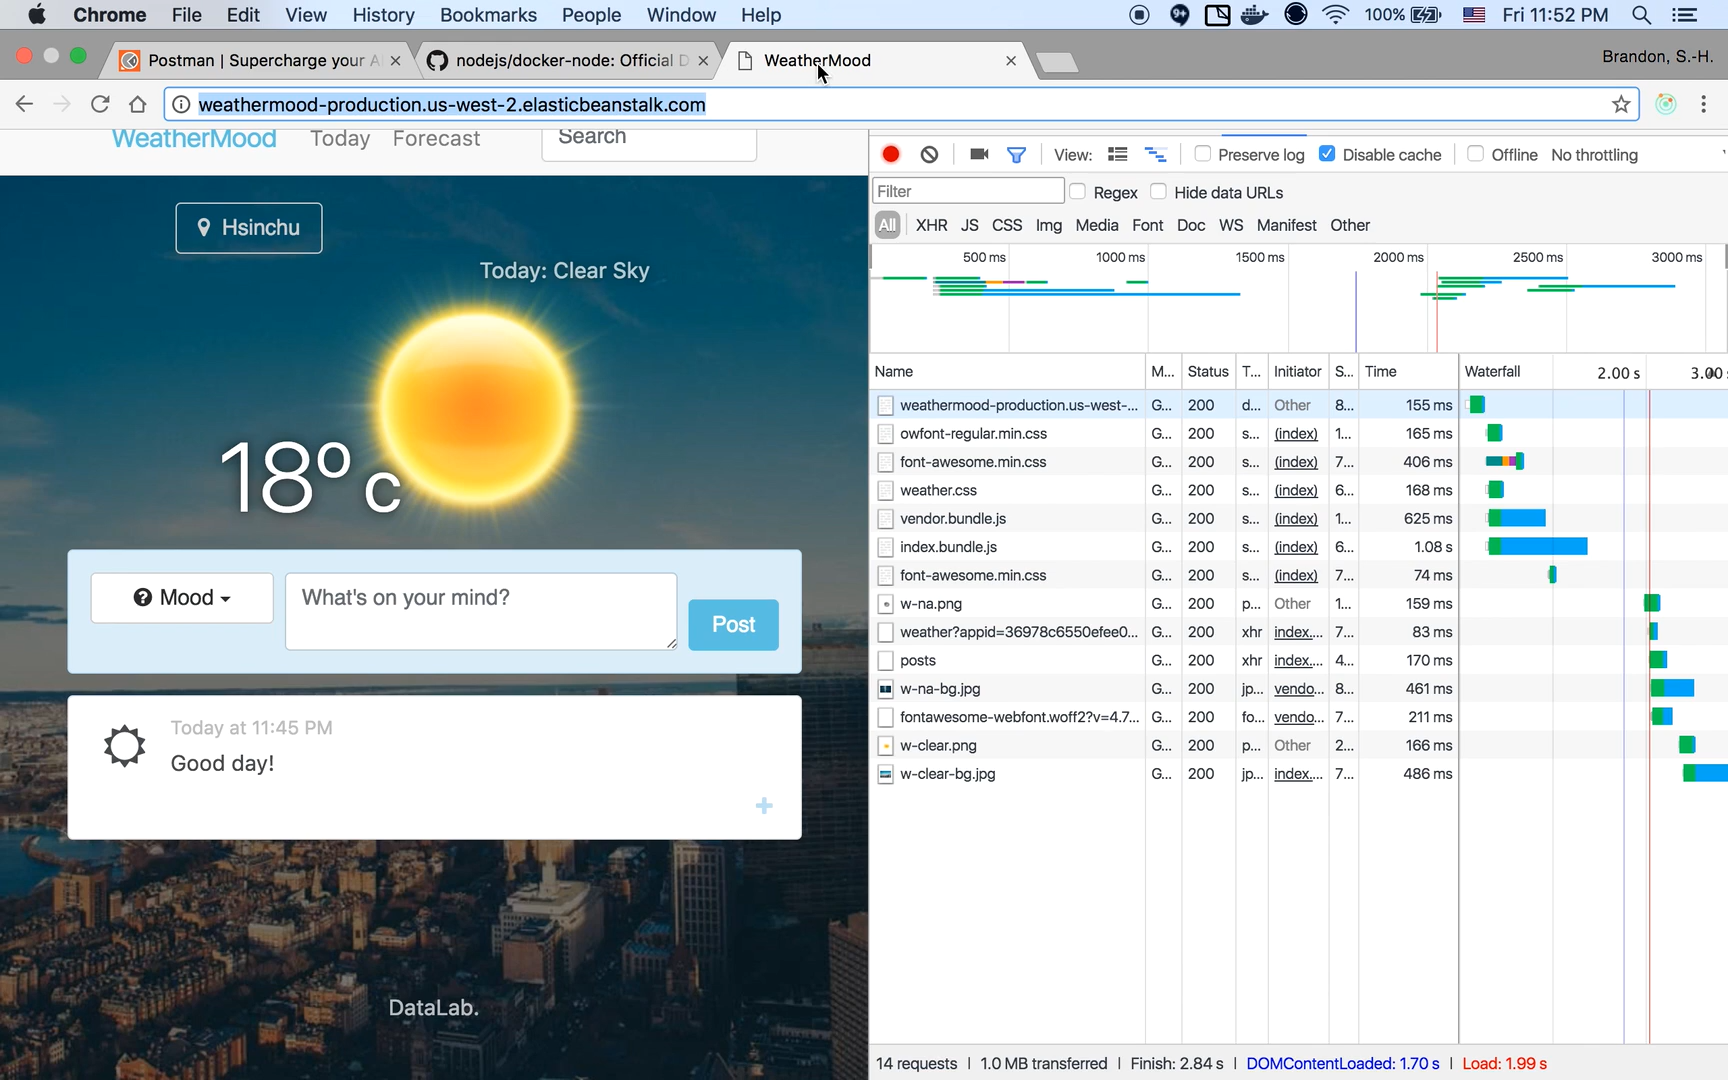 Chrome File Edit View History Bookmarks People Window Help 9+ 100% Fri 11:52 PM
Postman | Supercharge your A
nodejs/docker-node: Official D
WeatherMood
Brandon, S.-H.
weathermood-production.us-west-2.elasticbeanstalk.com
WeatherMood Today Forecast Search
Hsinchu
Today: Clear Sky
18° c
Mood
What's on your mind?
Post
Today at 11:45 PM
Good day!
DataLab.
View: Preserve log Disable cache Offline No throttling
Filter Regex Hide data URLs
All XHR JS CSS Img Media Font Doc WS Manifest Other
500 ms 1000 ms 1500 ms 2000 ms 2500 ms 3000 ms
Name M... Status T... Initiator S... Time Waterfall 2.00 s
weathermood-production.us-west-... G... 200 d... Other 8... 155 ms
owfont-regular.min.css G... 200 s... (index) 1... 165 ms
font-awesome.min.css G... 200 s... (index) 7... 406 ms
weather.css G... 200 s... (index) 6... 168 ms
vendor.bundle.js G... 200 s... (index) 1... 625 ms
index.bundle.js G... 200 s... (index) 6... 1.08 s
font-awesome.min.css G... 200 s... (index) 7... 74 ms
w-na.png G... 200 p... Other 1... 159 ms
weather?appid=36978c6550efee0... G... 200 xhr index.... 7... 83 ms
posts G... 200 xhr index.... 4... 170 ms
w-na-bg.jpg G... 200 jp... vendo... 8... 461 ms
fontawesome-webfont.woff2?v=4.7... G... 200 fo... vendo... 7... 211 ms
w-clear.png G... 200 p... Other 2... 166 ms
w-clear-bg.jpg G... 200 jp... index.... 7... 486 ms
14 requests | 1.0 MB transferred | Finish: 2.84 s | DOMContentLoaded: 1.70 s | Load: 1.99 s